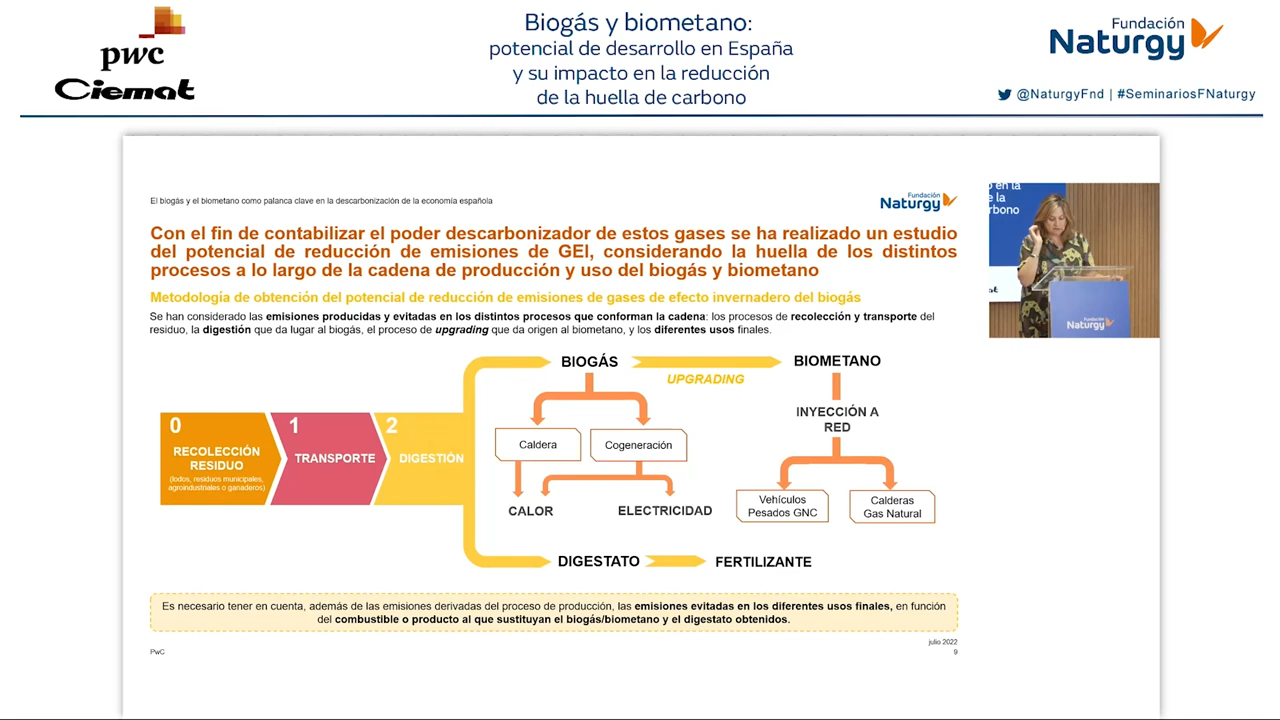 pwc
Ciemat
Biogás y biometano:
potencial de desarrollo en España
y su impacto en la reducción
de la huella de carbono
Fundación
Naturgy
@NaturgyFnd | #SeminariosFNaturgy
El biogás y el biometano como palanca clave en la descarbonización de la economía española
Fundación
Naturgy
Con el fin de contabilizar el poder descarbonizador de estos gases se ha realizado un estudio
del potencial de reducción de emisiones de GEI, considerando la huella de los distintos
procesos a lo largo de la cadena de producción y uso del biogás y biometano
Metodología de obtención del potencial de reducción de emisiones de gases de efecto invernadero del biogás
Se han considerado las emisiones producidas y evitadas en los distintos procesos que conforman la cadena: los procesos de recolección y transporte del
residuo, la digestión que da lugar al biogás, el proceso de upgrading que da origen al biometano, y los diferentes usos finales.
0
RECOLECCIÓN
RESIDUO
(lodos, residuos municipales,
agroindustriales o ganaderos)
1
TRANSPORTE
2
DIGESTIÓN
BIOGÁS
UPGRADING
BIOMETANO
INYECCIÓN A
RED
Caldera
Cogeneración
CALOR
ELECTRICIDAD
Vehículos
Pesados GNC
Calderas
Gas Natural
DIGESTATO
FERTILIZANTE
Es necesario tener en cuenta, además de las emisiones derivadas del proceso de producción, las emisiones evitadas en los diferentes usos finales, en función
del combustible o producto al que sustituyan el biogás/biometano y el digestato obtenidos.
julio 2022
PwC
9
o en la
e la
rbono
Fundación
Naturgy